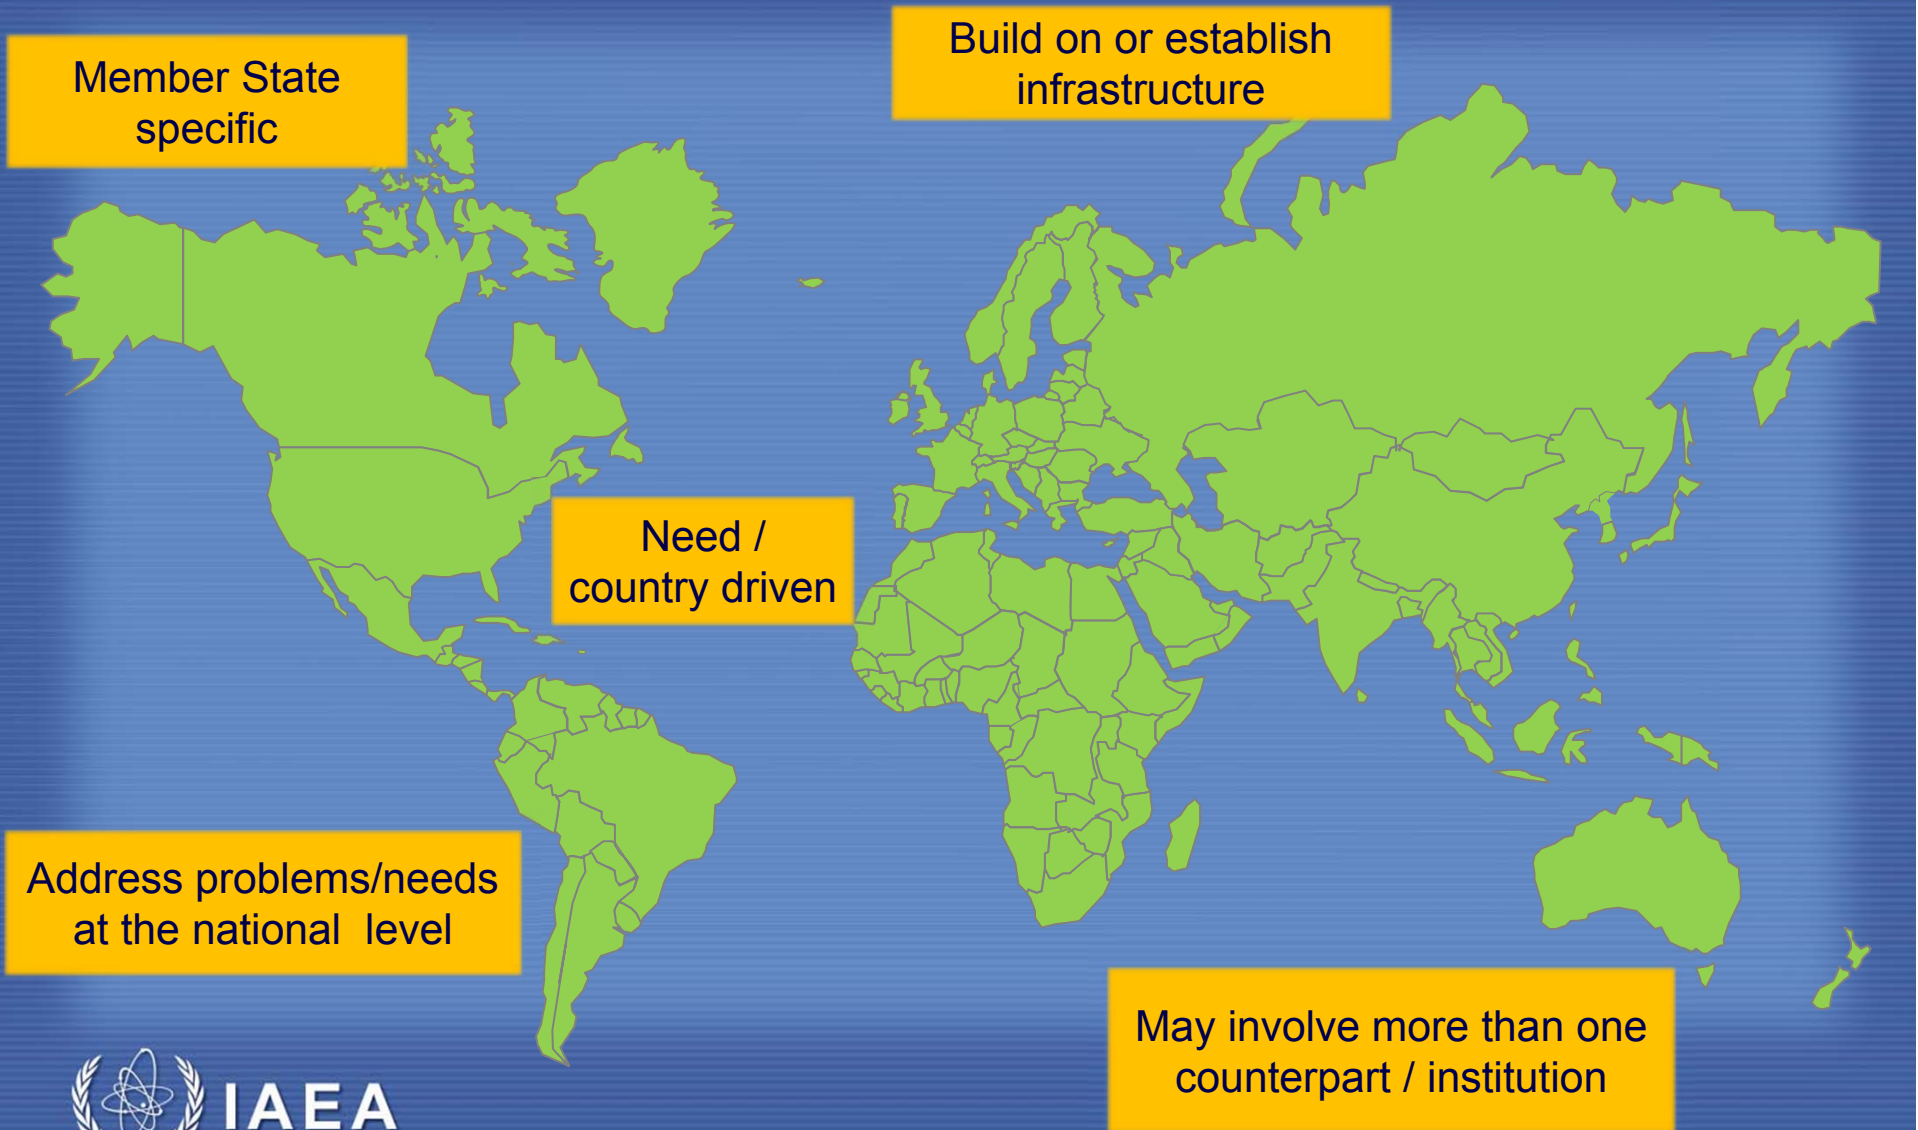 Member State
specific
Build on or establish
infrastructure
Need /
country driven
Address problems/needs
at the national  level
May involve more than one
counterpart / institution
IAEA